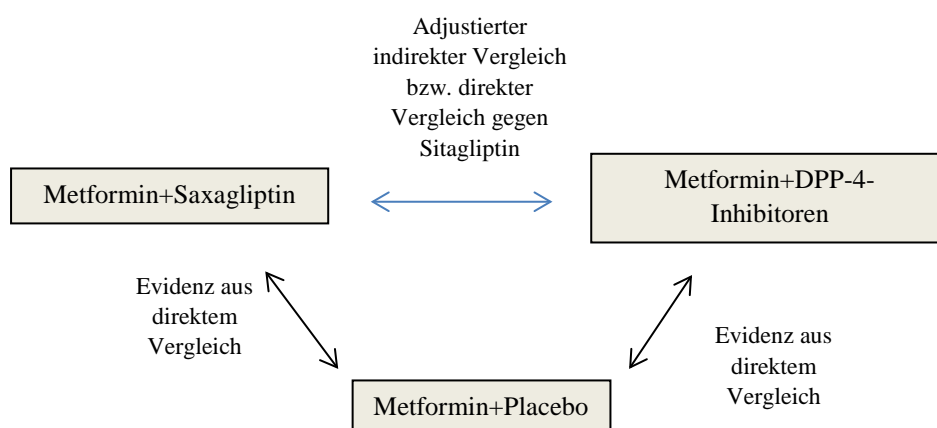 Adjustierter
indirekter Vergleich
bzw. direkter
Vergleich gegen
Sitagliptin
Metformin+Saxagliptin
Metformin+DPP-4-
Inhibitoren
Evidenz aus
direktem
Vergleich
Evidenz aus
direktem
Vergleich
Metformin+Placebo